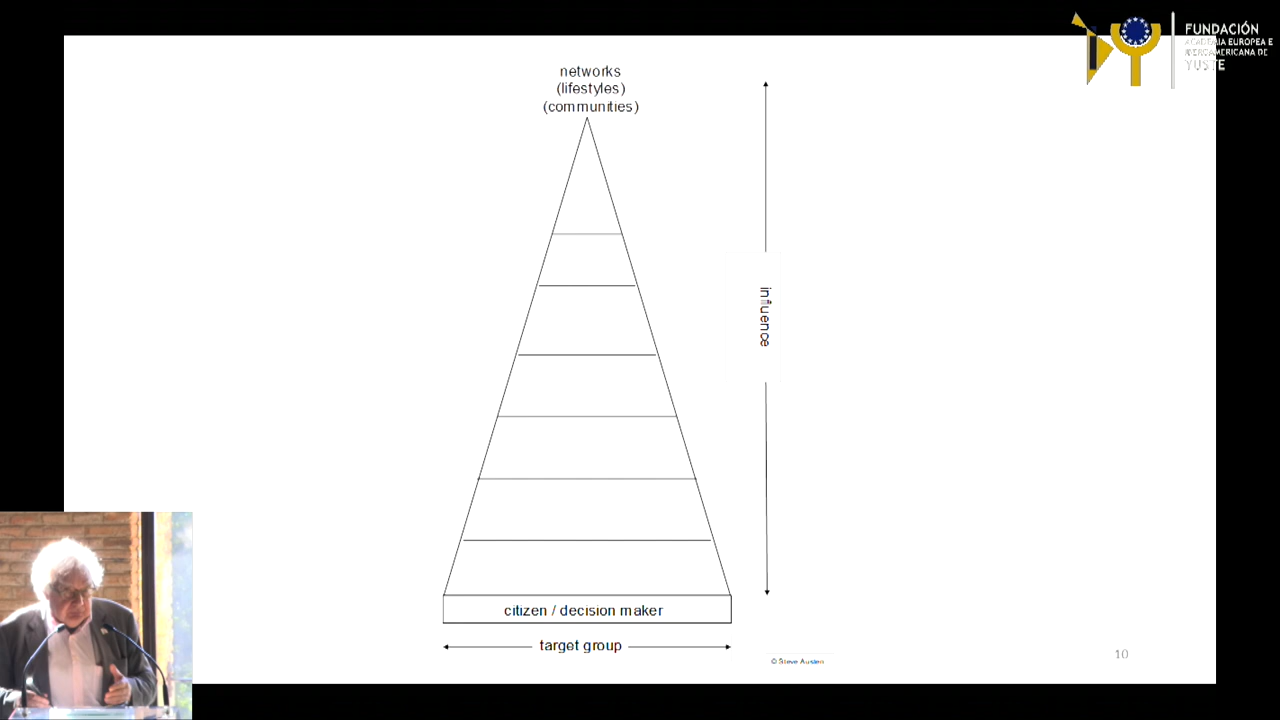 FUNDACIÓN
ACADEMIA EUROPEA E
IBEROAMERICANA DE
YUSTE
networks
(lifestyles)
(communities)
influence
citizen / decision maker
target group
© Steve Austen
10